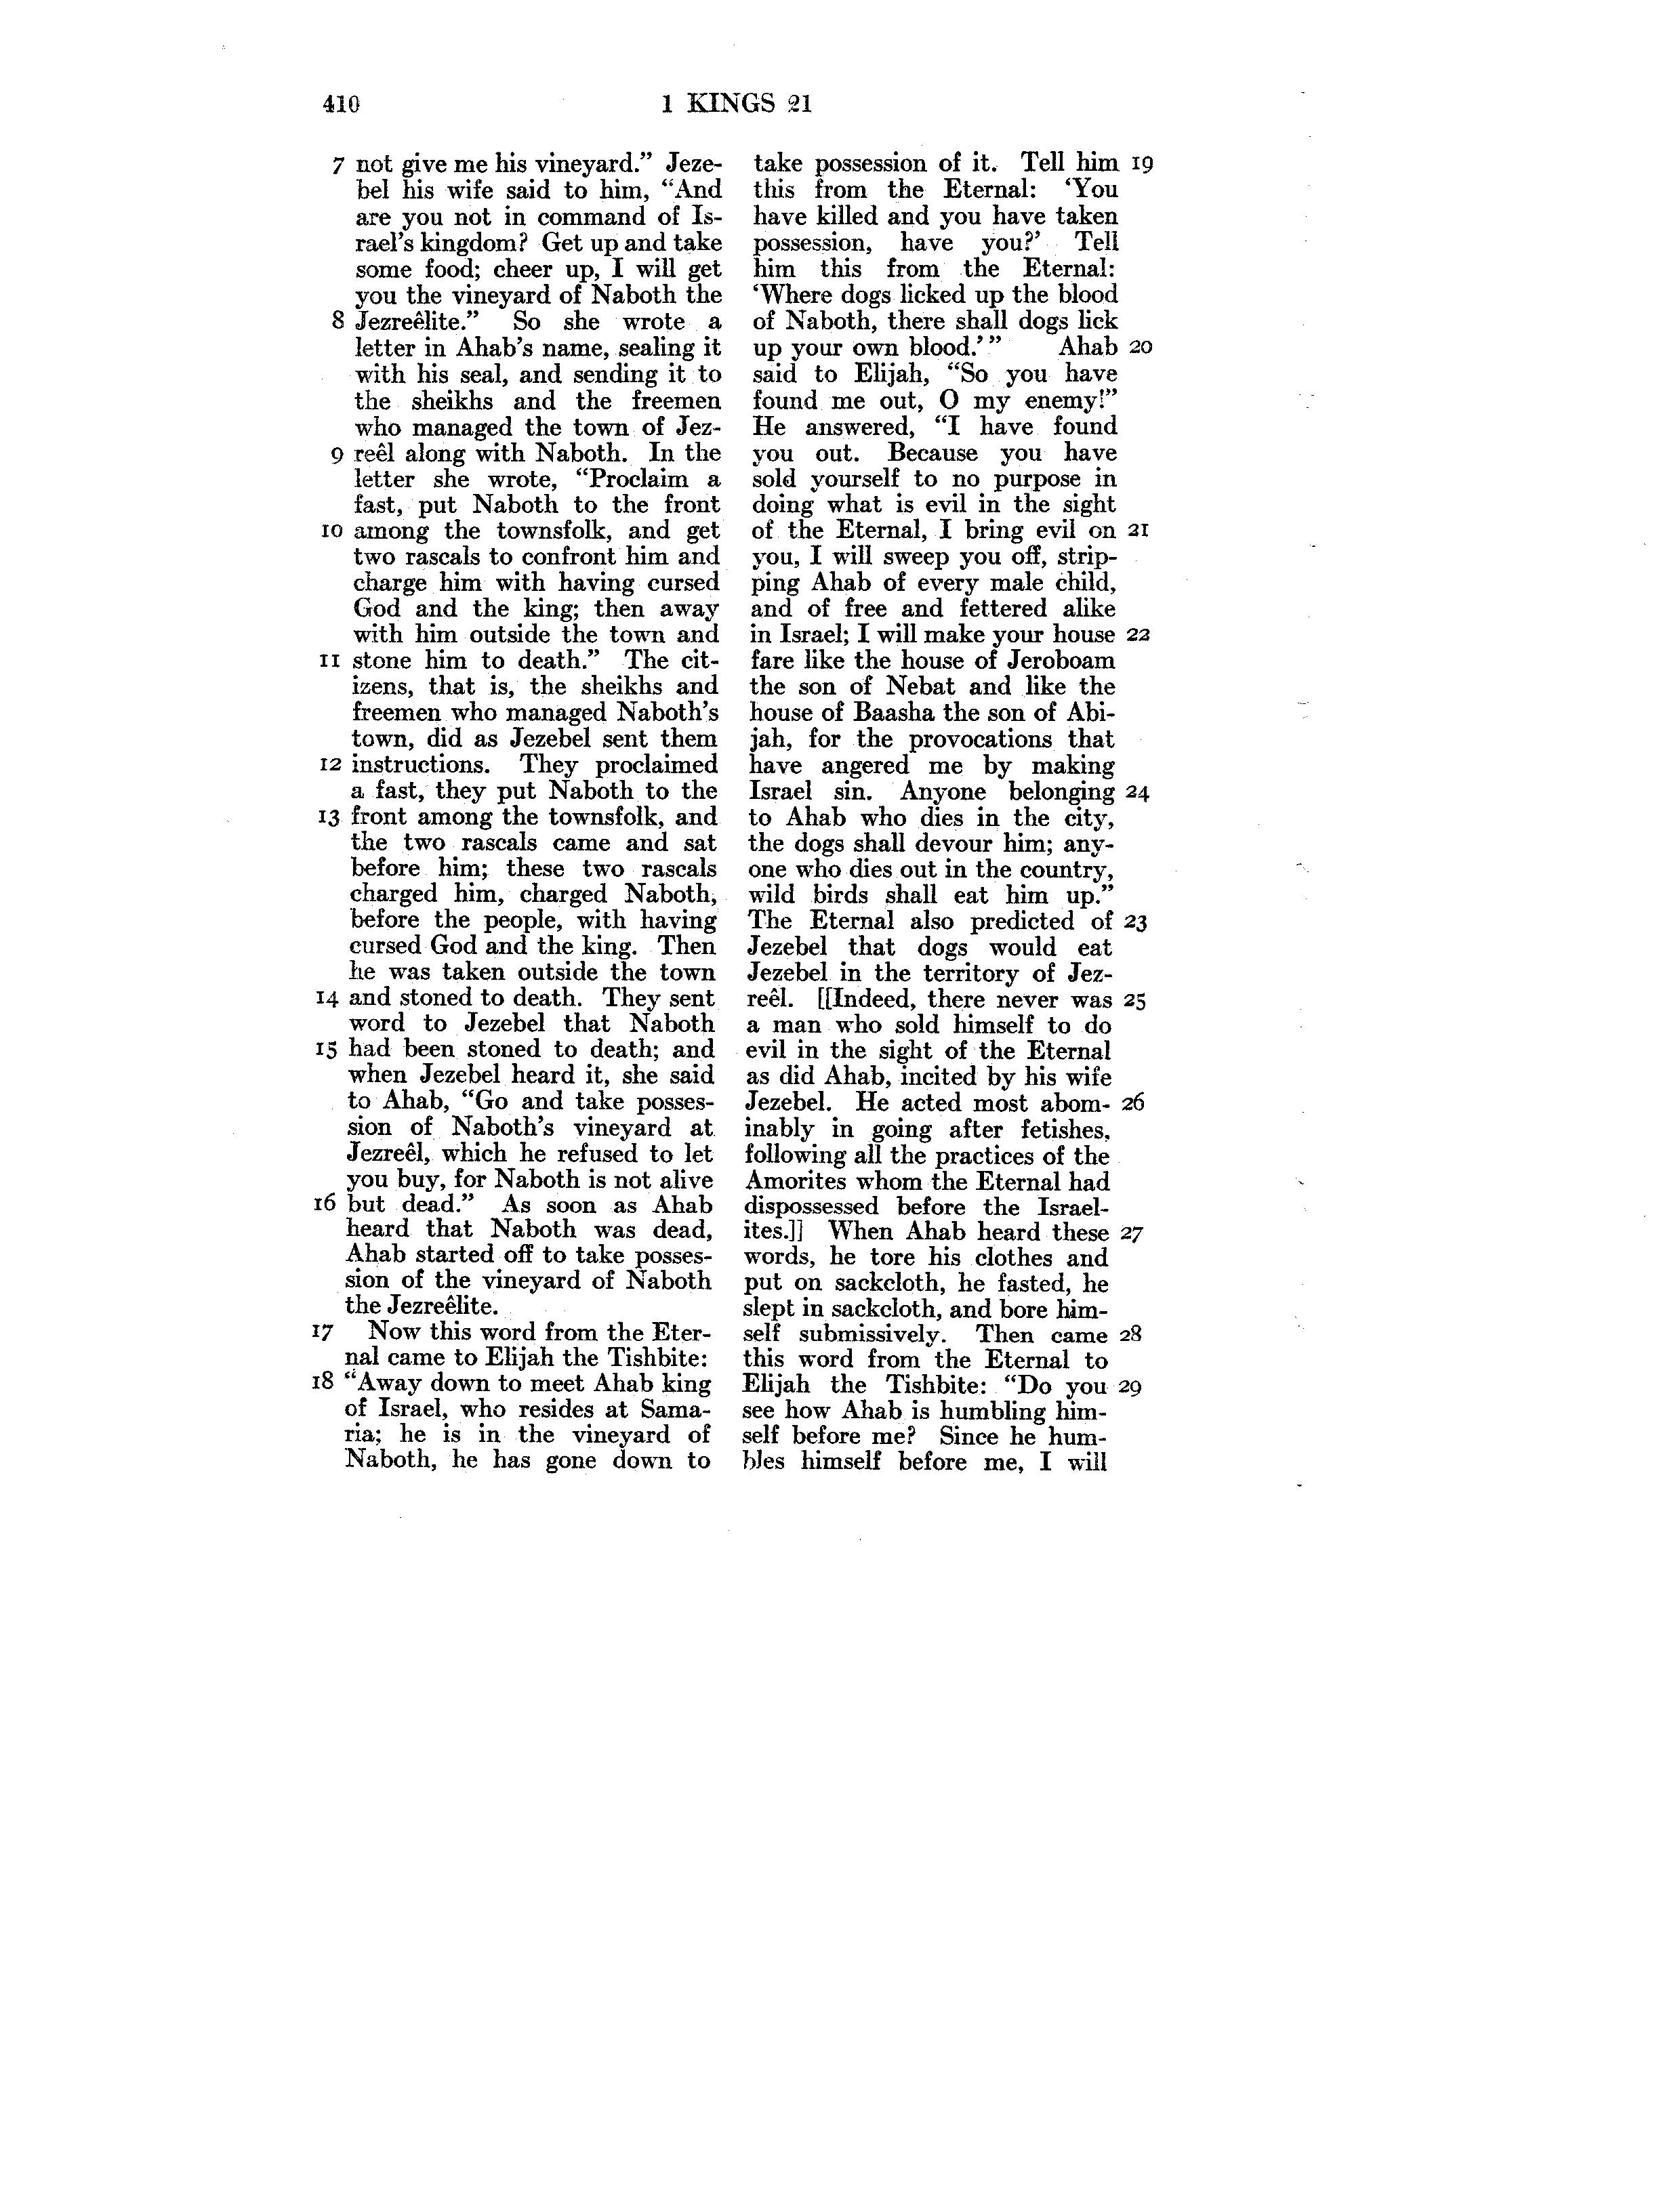 410
1 KINGS 21
7 not give me his vineyard.” Jeze-
bel his wife said to him, “And
are you not in command of Is-
rael’s kingdom? Get up and take
some food; cheer up, I will get
you the vineyard of Naboth the
8 Jezreêlite.” So she wrote a
letter in Ahab’s name, sealing it
with his seal, and sending it to
the sheikhs and the freemen
who managed the town of Jez-
9 reêl along with Naboth. In the
letter she wrote, “Proclaim a
fast, put Naboth to the front
10 among the townsfolk, and get
two rascals to confront him and
charge him with having cursed
God and the king; then away
with him outside the town and
11 stone him to death.” The cit-
izens, that is, the sheikhs and
freemen who managed Naboth’s
town, did as Jezebel sent them
12 instructions. They proclaimed
a fast, they put Naboth to the
13 front among the townsfolk, and
the two rascals came and sat
before him; these two rascals
charged him, charged Naboth,
before the people, with having
cursed God and the king. Then
he was taken outside the town
14 and stoned to death. They sent
word to Jezebel that Naboth
15 had been stoned to death; and
when Jezebel heard it, she said
to Ahab, “Go and take posses-
sion of Naboth’s vineyard at
Jezreêl, which he refused to let
you buy, for Naboth is not alive
16 but dead.” As soon as Ahab
heard that Naboth was dead,
Ahab started off to take posses-
sion of the vineyard of Naboth
the Jezreêlite.
17 Now this word from the Eter-
nal came to Elijah the Tishbite:
18 “Away down to meet Ahab king
of Israel, who resides at Sama-
ria; he is in the vineyard of
Naboth, he has gone down to
take possession of it. Tell him 19
this from the Eternal: ‘You
have killed and you have taken
possession, have you?’ Tell
him this from the Eternal:
‘Where dogs licked up the blood
of Naboth, there shall dogs lick
up your own blood.’” Ahab 20
said to Elijah, “So you have
found me out, O my enemy!”
He answered, “I have found
you out. Because you have
sold yourself to no purpose in
doing what is evil in the sight
of the Eternal, I bring evil on 21
you, I will sweep you off, strip-
ping Ahab of every male child,
and of free and fettered alike
in Israel; I will make your house 22
fare like the house of Jeroboam
the son of Nebat and like the
house of Baasha the son of Abi-
jah, for the provocations that
have angered me by making
Israel sin. Anyone belonging 24
to Ahab who dies in the city,
the dogs shall devour him; any-
one who dies out in the country,
wild birds shall eat him up.”
The Eternal also predicted of 23
Jezebel that dogs would eat
Jezebel in the territory of Jez-
reêl. [[Indeed, there never was 25
a man who sold himself to do
evil in the sight of the Eternal
as did Ahab, incited by his wife
Jezebel. He acted most abom- 26
inably in going after fetishes,
following all the practices of the
Amorites whom the Eternal had
dispossessed before the Israel-
ites.]] When Ahab heard these 27
words, he tore his clothes and
put on sackcloth, he fasted, he
slept in sackcloth, and bore him-
self submissively. Then came 28
this word from the Eternal to
Elijah the Tishbite: “Do you 29
see how Ahab is humbling him-
self before me? Since he hum-
bles himself before me, I will